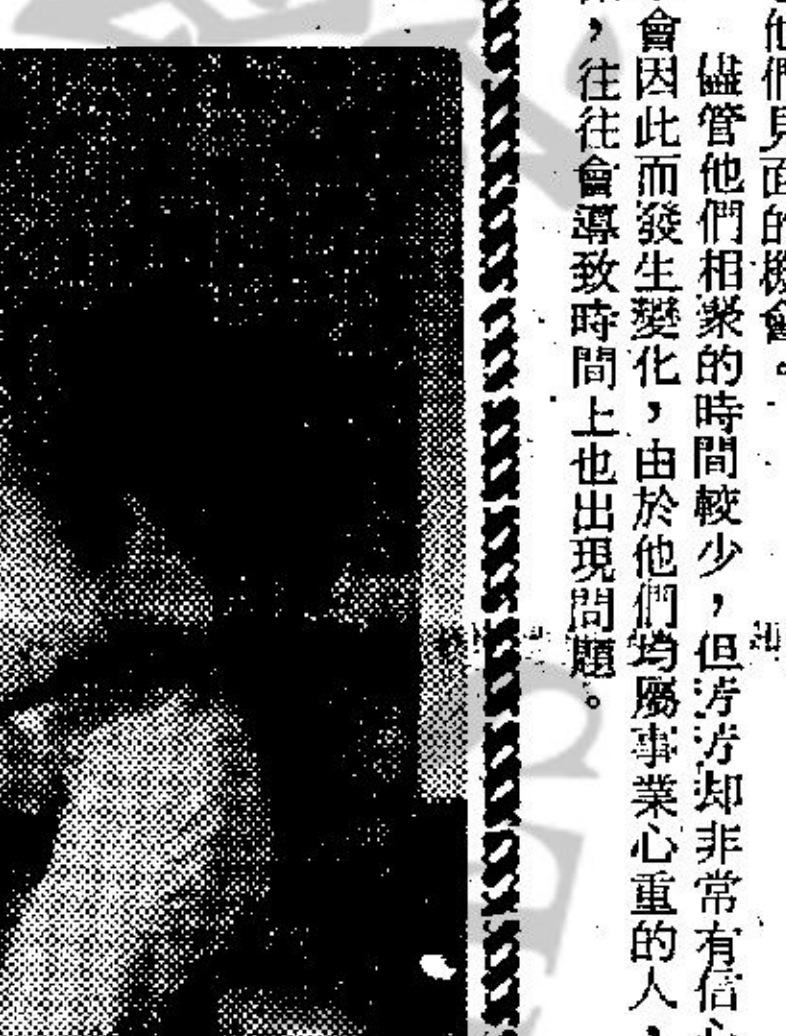 他們見面的機會。
儘管他們相聚的時間較少，但芳芳却非常有信心
會因此而發生變化，由於他們均屬事業心重的人，
，往往會導致時間上也出現問題。